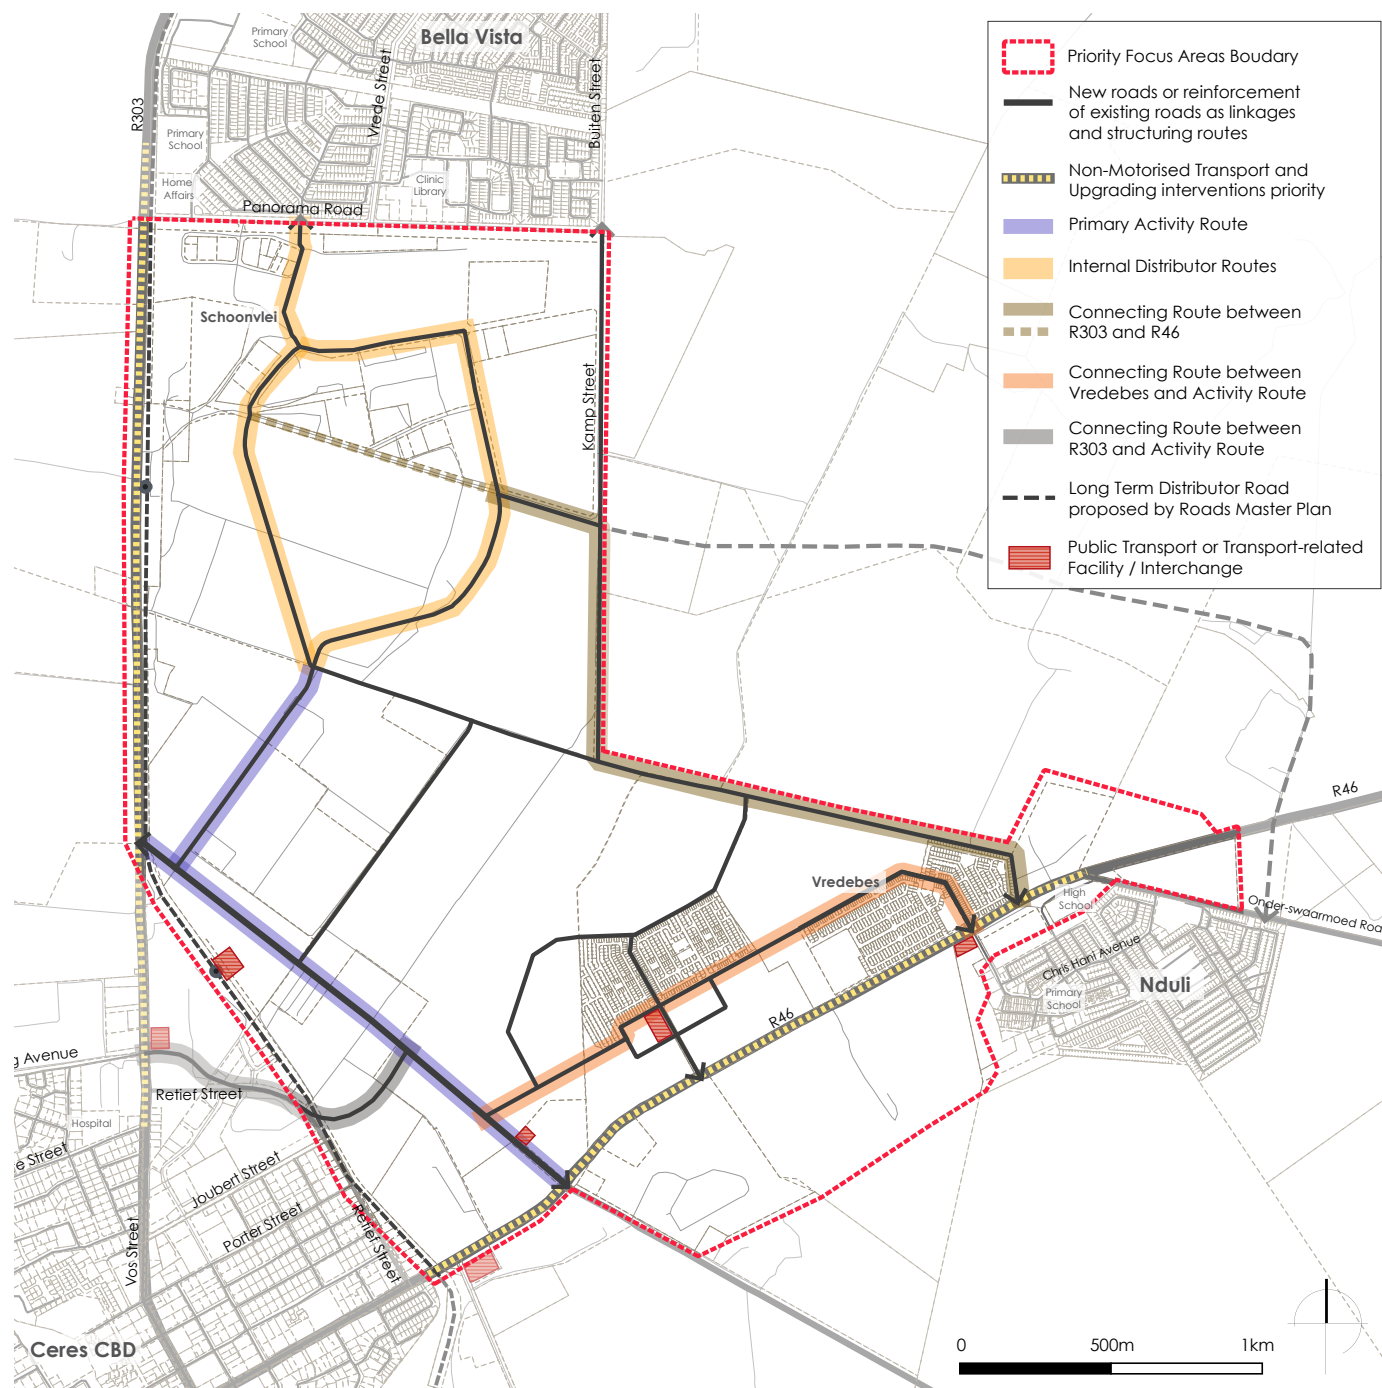 Bella Vista
Primary
School
R303
Vrede Street
Buiten Street
Primary
School
Home
Affairs
Clinic
Library
Panorama Road
Schoonvlei
Kamp Street
Priority Focus Areas Boudary
New roads or reinforcement
of existing roads as linkages
and structuring routes
Non-Motorised Transport and
Upgrading interventions priority
Primary Activity Route
Internal Distributor Routes
Connecting Route between
R303 and R46
Connecting Route between
Vredebes and Activity Route
Connecting Route between
R303 and Activity Route
Long Term Distributor Road
proposed by Roads Master Plan
Public Transport or Transport-related
Facility / Interchange
R46
Vredebes
High
School
Onder-swaarmoed Roa
Chris Hani Avenue
Nduli
Primary
School
R46
g Avenue
Retief Street
Hospital
e Street
Joubert Street
Porter Street
Retief Street
Vos Street
Ceres CBD
0
500m
1km